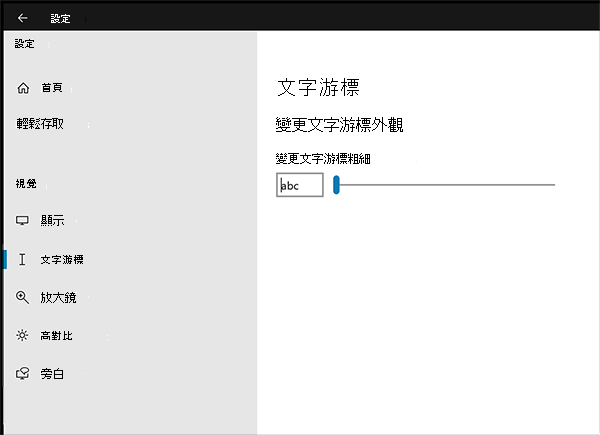 設定
設定
首頁
輕鬆存取
視覺
顯示
文字游標
放大鏡
高對比
旁白
文字游標
變更文字游標外觀
變更文字游標粗細
abc